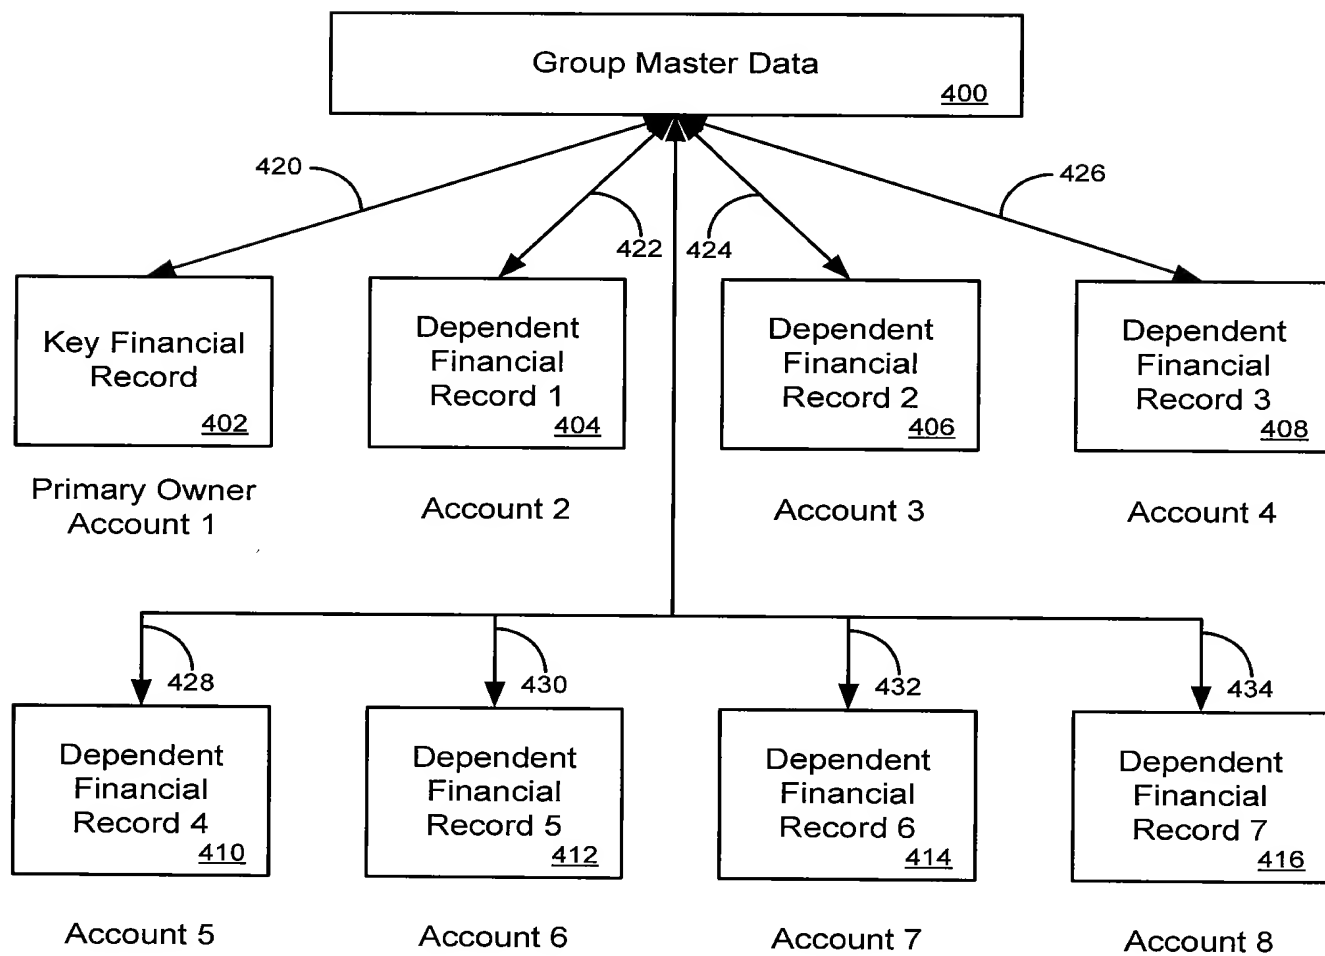 Group Master Data
400
420
422
424
426
Key Financial
Record
402
Dependent
Financial
Record 1
404
Dependent
Financial
Record 2
406
Dependent
Financial
Record 3
408
Primary Owner
Account 1
Account 2
Account 3
Account 4
428
430
432
434
Dependent
Financial
Record 4
410
Dependent
Financial
Record 5
412
Dependent
Financial
Record 6
414
Dependent
Financial
Record 7
416
Account 5
Account 6
Account 7
Account 8